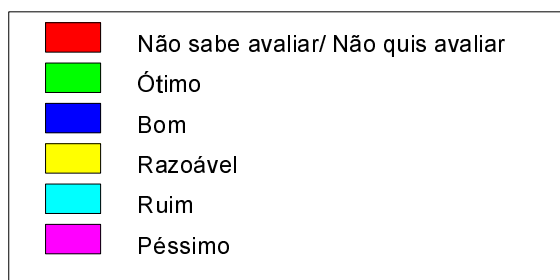 Não sabe avaliar/ Não quis avaliar
Ótimo
Bom
Razoável
Ruim
Péssimo